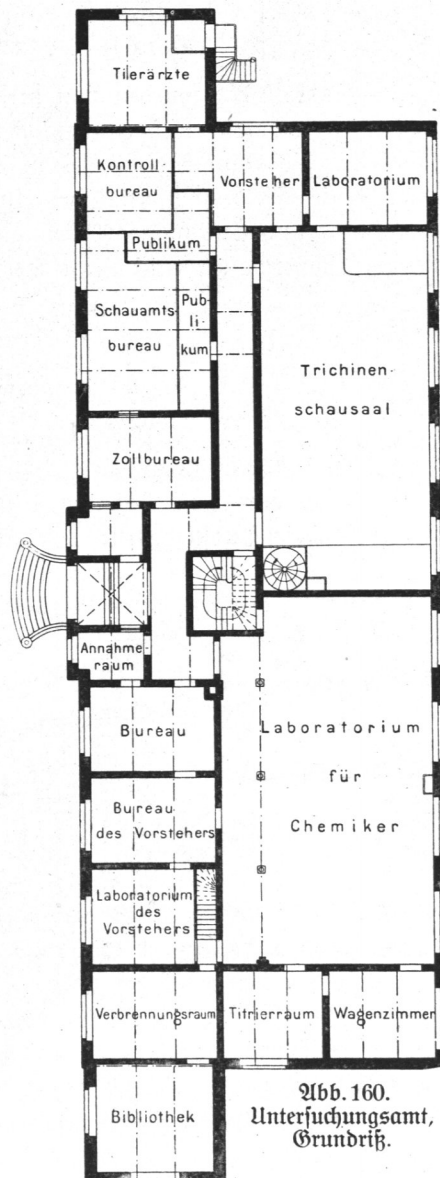 Tierärzte
Kontroll
bureau
Vorsteher
Laboratorium
Publikum
Schauamts-
bureau
Pub-
li-
kum
Trichinen-
schausaal
Zollbureau
Annahme
raum
Bureau
Laboratorium
für
Chemiker
Bureau
des Vorstehers
Laboratorium
des
Vorstehers
Verbrennungsraum
Titrierraum
Wagenzimmer
Bibliothek
Abb. 160.
Untersuchungsamt,
Grundriß.